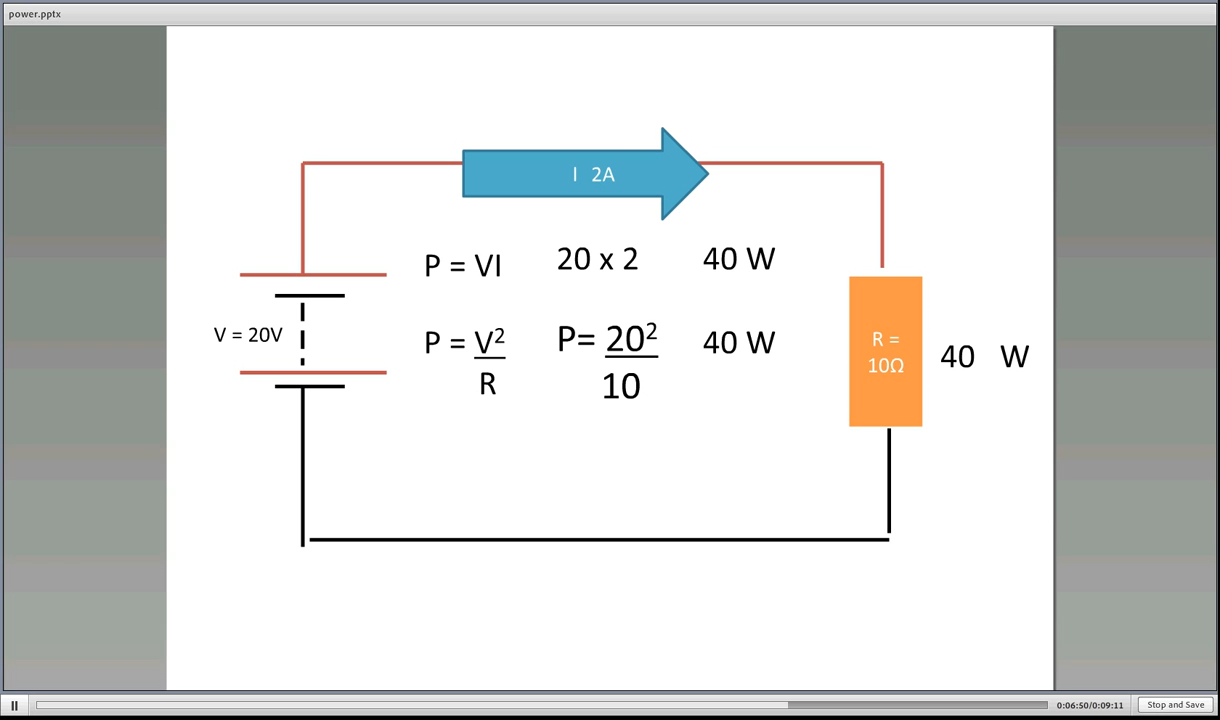 power.pptx
I 2A
P = VI 20 x 2 40 W
V = 20V
P = V²
R
P= 20²
10
40 W
R =
10Ω
40 W
0:06:50/0:09:11
Stop and Save